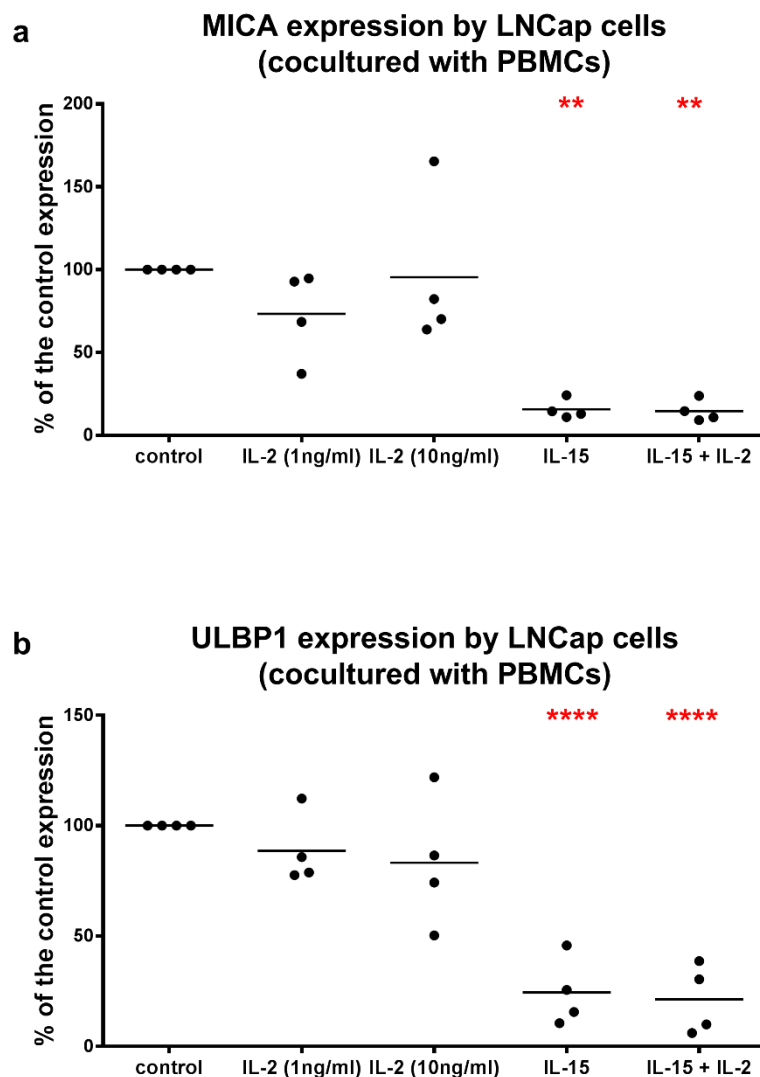 a
MICA expression by LNCap cells
(cocultured with PBMCs)
% of the control expression
200
150
100
50
0
** **
control IL-2 (1ng/ml) IL-2 (10ng/ml) IL-15 IL-15 + IL-2
b
ULBP1 expression by LNCap cells
(cocultured with PBMCs)
% of the control expression
150
100
50
0
**** ****
control IL-2 (1ng/ml) IL-2 (10ng/ml) IL-15 IL-15 + IL-2